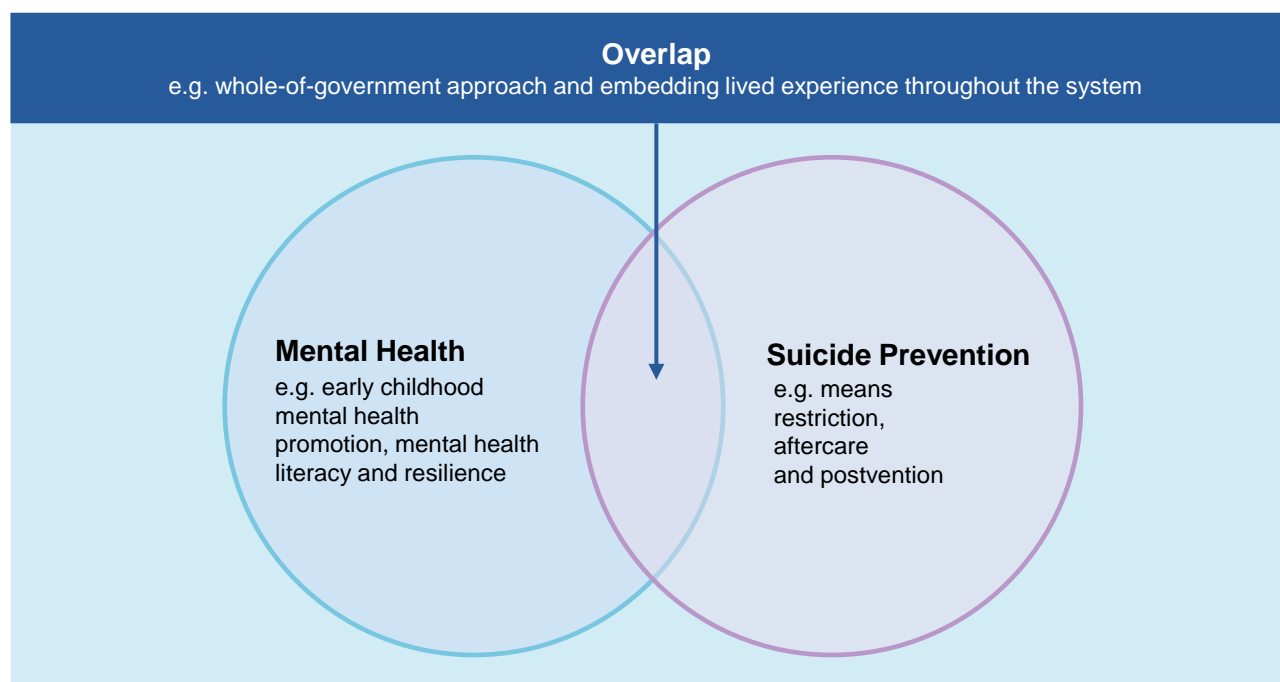 Overlap
e.g. whole-of-government approach and embedding lived experience throughout the system
Mental Health
e.g. early childhood
mental health
promotion, mental health
literacy and resilience
Suicide Prevention
e.g. means
restriction,
aftercare
and postvention